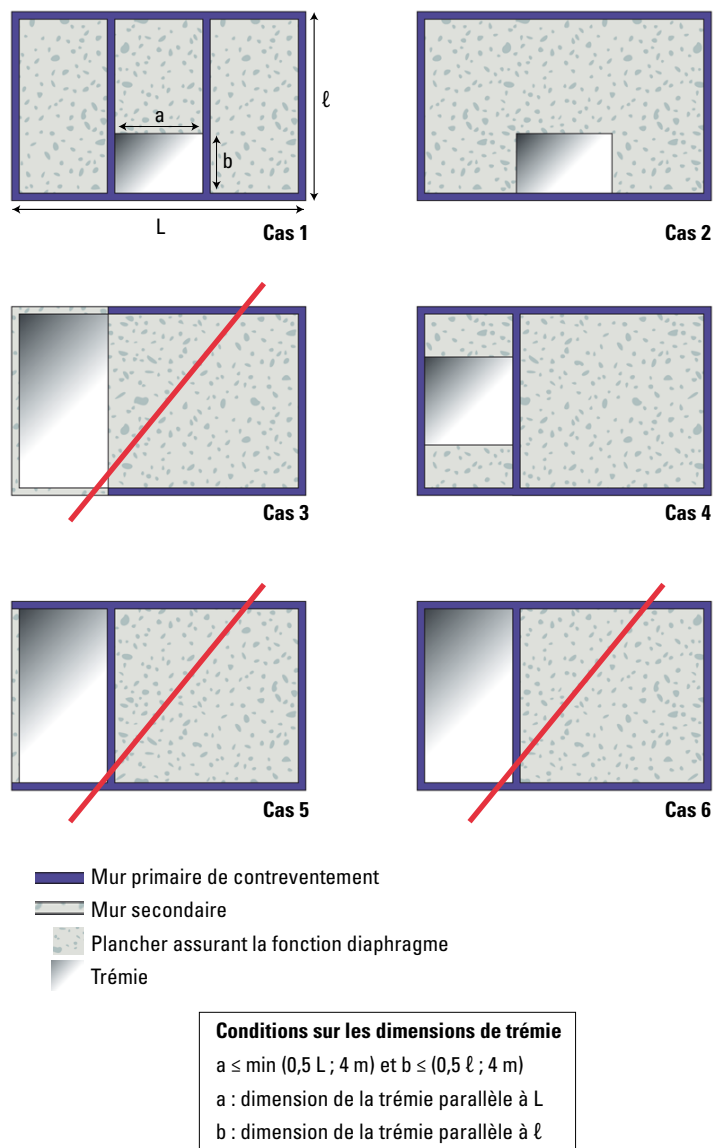 a
ℓ
b
L
Cas 1
Cas 2
Cas 3
Cas 4
Cas 5
Cas 6
Mur primaire de contreventement
Mur secondaire
Plancher assurant la fonction diaphragme
Trémie
Conditions sur les dimensions de trémie
a ≤ min (0,5 L ; 4 m) et b ≤ (0,5 ℓ ; 4 m)
a : dimension de la trémie parallèle à L
b : dimension de la trémie parallèle à ℓ